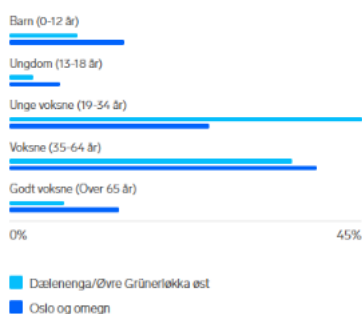 Barn (0-12 år)
Ungdom (13-18 år)
Unge voksne (19-34 år)
Voksne (35-64 år)
Godt voksne (Over 65 år)
0% 45%
Dælenenga/Øvre Grünerløkka øst
Oslo og omegn